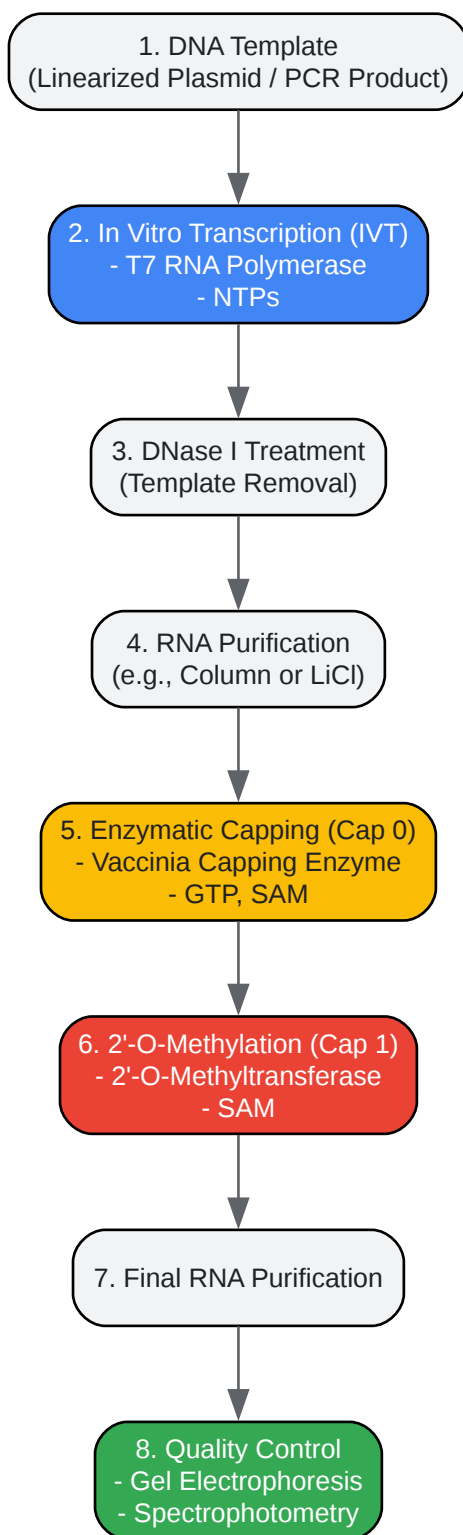 1. DNA Template
(Linearized Plasmid / PCR Product)
2. In Vitro Transcription (IVT)
- T7 RNA Polymerase
- NTPs
3. DNase I Treatment
(Template Removal)
4. RNA Purification
(e.g., Column or LiCl)
5. Enzymatic Capping (Cap 0)
- Vaccinia Capping Enzyme
- GTP, SAM
6. 2'-O-Methylation (Cap 1)
- 2'-O-Methyltransferase
- SAM
7. Final RNA Purification
8. Quality Control
- Gel Electrophoresis
- Spectrophotometry